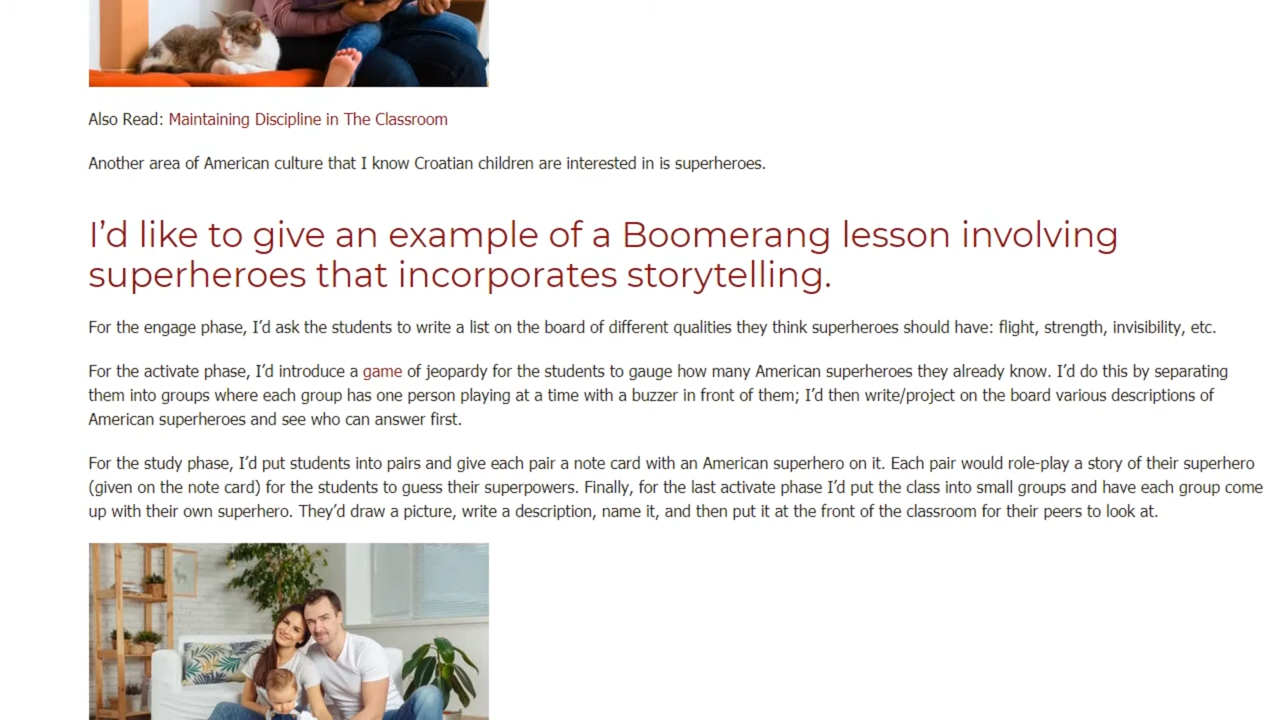 Also Read: Maintaining Discipline in The Classroom
Another area of American culture that I know Croatian children are interested in is superheroes.
I'd like to give an example of a Boomerang lesson involving
superheroes that incorporates storytelling.
For the engage phase, I'd ask the students to write a list on the board of different qualities they think superheroes should have: flight, strength, invisibility, etc.
For the activate phase, I'd introduce a game of jeopardy for the students to gauge how many American superheroes they already know. I'd do this by separating
them into groups where each group has one person playing at a time with a buzzer in front of them; I'd then write/project on the board various descriptions of
American superheroes and see who can answer first.
For the study phase, I'd put students into pairs and give each pair a note card with an American superhero on it. Each pair would role-play a story of their superhero
(given on the note card) for the students to guess their superpowers. Finally, for the last activate phase I'd put the class into small groups and have each group come
up with their own superhero. They'd draw a picture, write a description, name it, and then put it at the front of the classroom for their peers to look at.